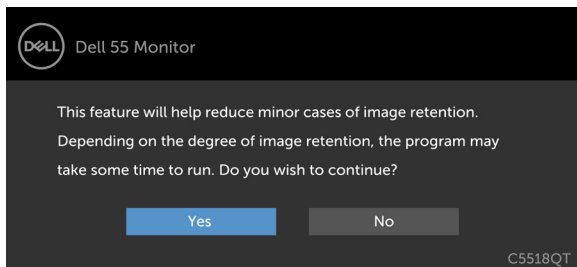 DELL
Dell 55 Monitor
This feature will help reduce minor cases of image retention.
Depending on the degree of image retention, the program may
take some time to run. Do you wish to continue?
Yes
No
C5518QT